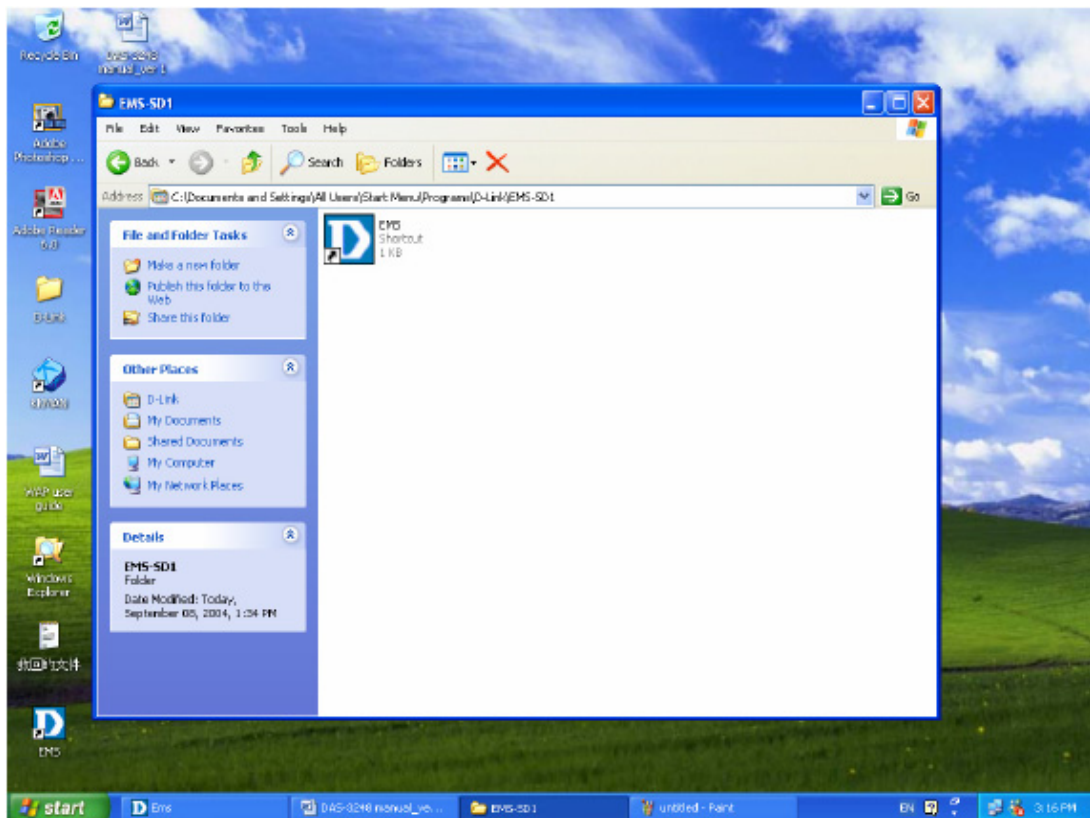 Recycle Bin
manual_ver 1
Adobe
Photoshop ...
Adobe Reader
6.0
WAP user
guide
Windows
Explorer
EMS
EMS-SD1
File Edit View Favorites Tools Help
Back Search Folders
Address C:\Documents and Settings\All Users\Start Menu\Programs\D-Link\EMS-SD1 Go
File and Folder Tasks
Make a new folder
Publish this folder to the
Web
Share this folder
Other Places
D-Link
My Documents
Shared Documents
My Computer
My Network Places
Details
EMS-SD1
Folder
Date Modified: Today,
September 08, 2004, 1:34 PM
EMS
Shortcut
1 KB
start Ems DAS-3248 manual_ve... EMS-SD1 untitled - Paint EN 3:16 PM